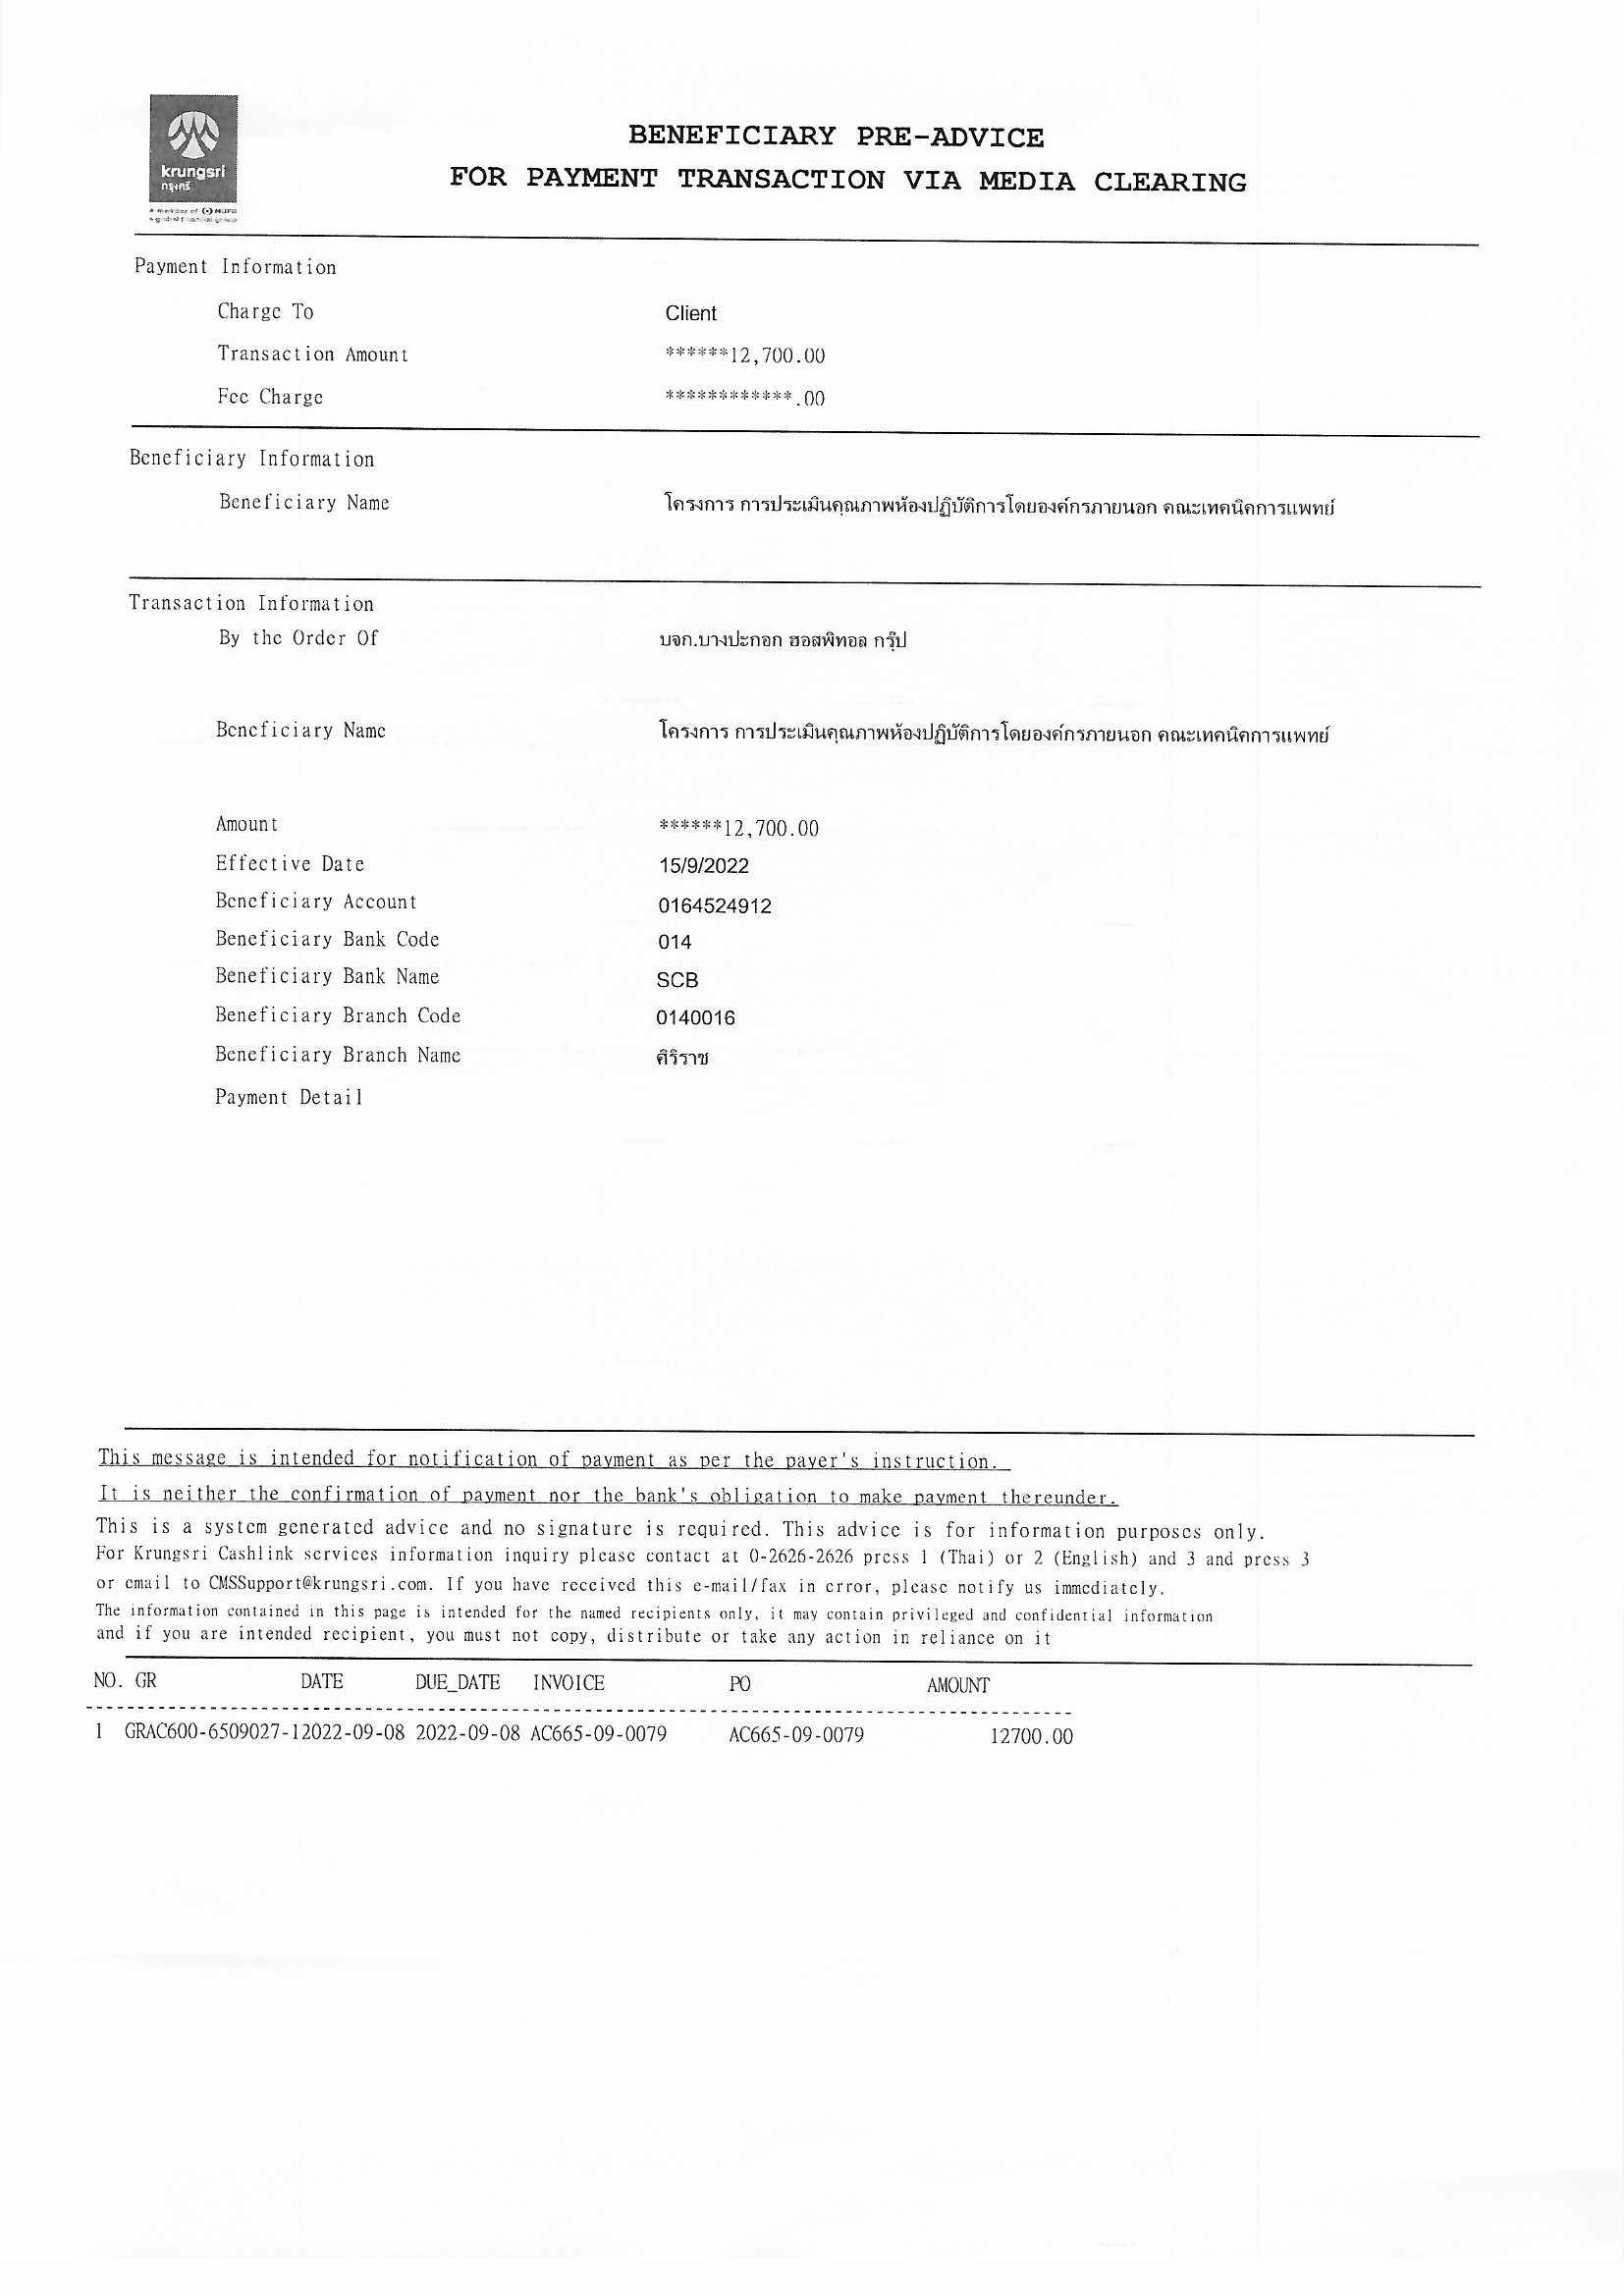 krungsri
กรุงศรี
A member of MUFG
a global financial group
BENEFICIARY PRE-ADVICE
FOR PAYMENT TRANSACTION VIA MEDIA CLEARING
Payment Information
Charge To Client
Transaction Amount ******12,700.00
Fee Charge ************.00
Beneficiary Information
Beneficiary Name โครงการ การประเมินคุณภาพห้องปฏิบัติการโดยองค์กรภายนอก คณะเทคนิคการแพทย์
Transaction Information
By the Order Of บจก.บางปะกอก ฮอสพิทอล กรุ๊ป
Beneficiary Name โครงการ การประเมินคุณภาพห้องปฏิบัติการโดยองค์กรภายนอก คณะเทคนิคการแพทย์
Amount ******12,700.00
Effective Date 15/9/2022
Beneficiary Account 0164524912
Beneficiary Bank Code 014
Beneficiary Bank Name SCB
Beneficiary Branch Code 0140016
Beneficiary Branch Name ศิริราช
Payment Detail
This message is intended for notification of payment as per the payer's instruction.
It is neither the confirmation of payment nor the bank's obligation to make payment thereunder.
This is a system generated advice and no signature is required. This advice is for information purposes only.
For Krungsri Cashlink services information inquiry please contact at 0-2626-2626 press 1 (Thai) or 2 (English) and 3 and press 3
or email to CMSSupport@krungsri.com. If you have received this e-mail/fax in error, please notify us immediately.
The information contained in this page is intended for the named recipients only, it may contain privileged and confidential information
and if you are intended recipient, you must not copy, distribute or take any action in reliance on it
NO. GR DATE DUE_DATE INVOICE PO AMOUNT
1 GRAC600-6509027-12022-09-08 2022-09-08 AC665-09-0079 AC665-09-0079 12700.00